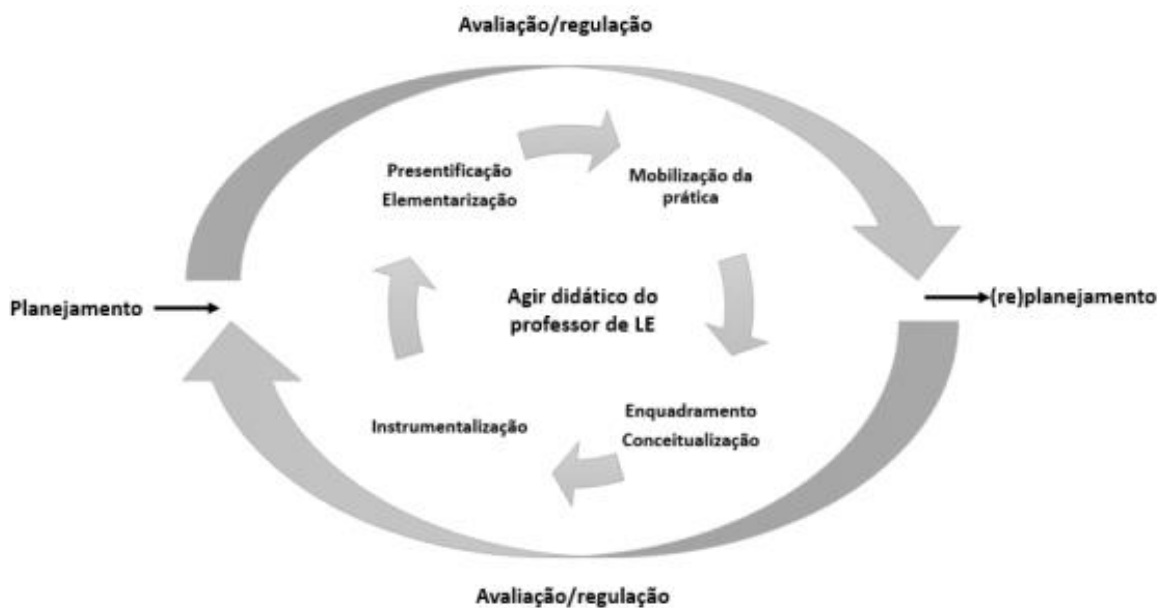 Avaliação/regulação
Presentificação
Elementarização
Mobilização da
prática
Planejamento
Agir didático do
professor de LE
(re)planejamento
Instrumentalização
Enquadramento
Conceitualização
Avaliação/regulação